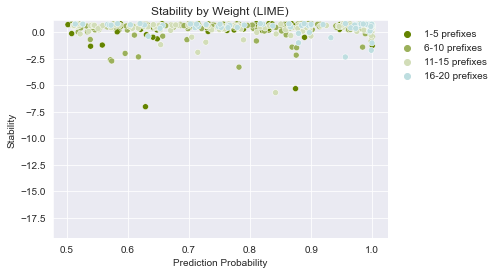 Stability by Weight (LIME)
0.0
−2.5
−5.0
−7.5
−10.0
−12.5
−15.0
−17.5
Stability
0.5 0.6 0.7 0.8 0.9 1.0
Prediction Probability
1-5 prefixes
6-10 prefixes
11-15 prefixes
16-20 prefixes